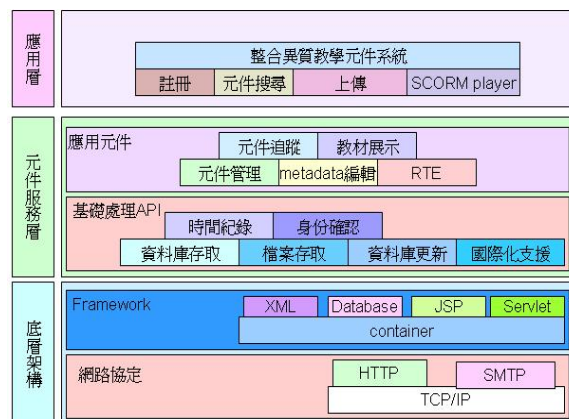 應用層
整合異質教學元件系統
註冊 元件搜尋 上傳 SCORM player
元件服務層
應用元件
元件追蹤 教材展示
元件管理 metadata編輯 RTE
基礎處理API
時間紀錄 身份確認
資料庫存取 檔案存取 資料庫更新 國際化支援
底層架構
Framework
XML Database JSP Servlet
container
網路協定
HTTP SMTP
TCP/IP